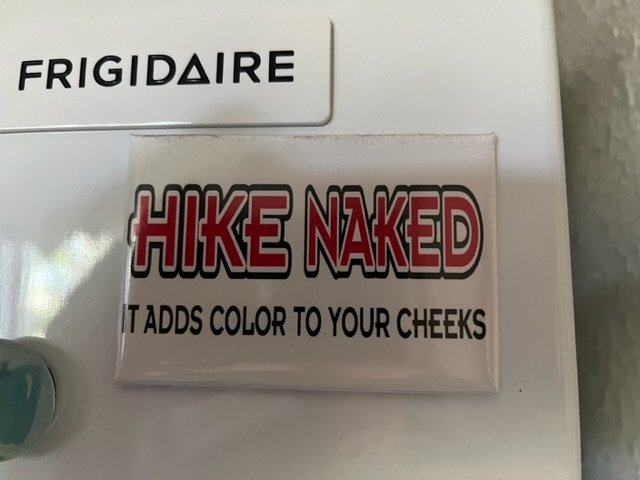 FRIGIDAIRE
HIKE NAKED
IT ADDS COLOR TO YOUR CHEEKS